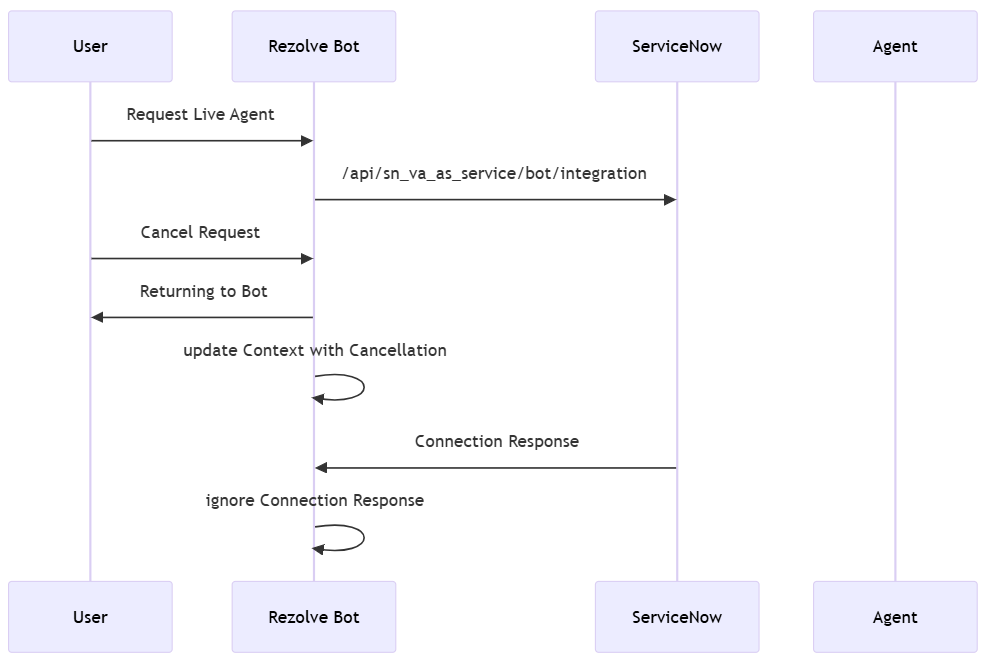 User
Rezolve Bot
ServiceNow
Agent
Request Live Agent
/api/sn_va_as_service/bot/integration
Cancel Request
Returning to Bot
update Context with Cancellation
Connection Response
ignore Connection Response
User
Rezolve Bot
ServiceNow
Agent